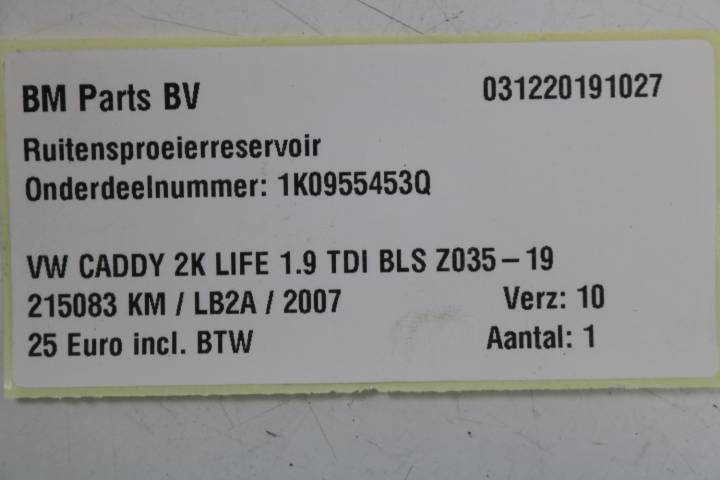 BM Parts BV 031220191027
Ruitensproeierreservoir
Onderdeelnummer: 1K0955453Q
VW CADDY 2K LIFE 1.9 TDI BLS Z035-19
215083 KM / LB2A / 2007 Verz: 10
25 Euro incl. BTW Aantal: 1